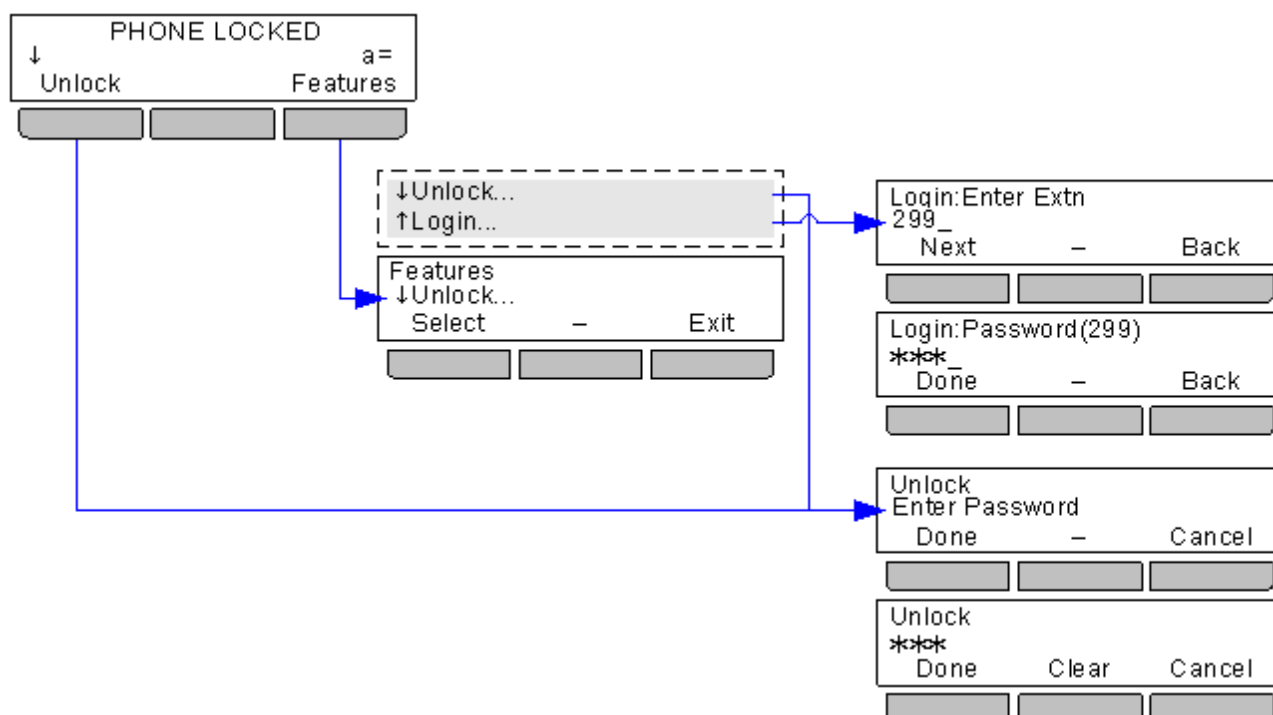 PHONE LOCKED
↓ a=
Unlock Features
↓Unlock...
↑Login...
Features
↓Unlock...
Select – Exit
Login:Enter Extn
299_
Next – Back
Login:Password(299)
***_
Done – Back
Unlock
Enter Password
Done – Cancel
Unlock
***
Done Clear Cancel